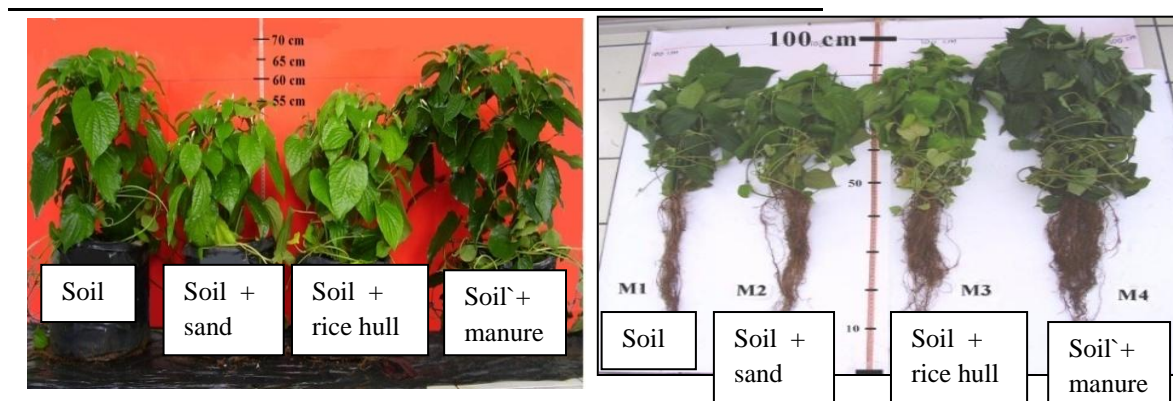 70 cm
65 cm
60 cm
55 cm
Soil
Soil +
sand
Soil +
rice hull
Soil`+
manure
100 cm
50
M1
M2
M3
M4
10
Soil
Soil +
sand
Soil +
rice hull
Soil`+
manure